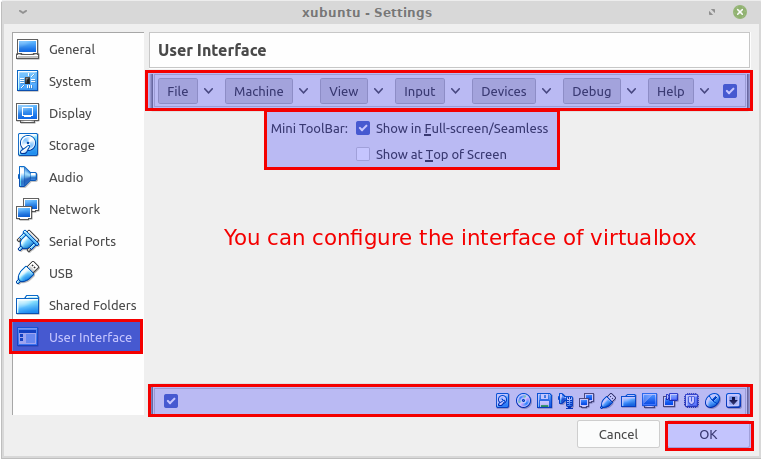 xubuntu - Settings
General
System
Display
Storage
Audio
Network
Serial Ports
USB
Shared Folders
User Interface
User Interface
File Machine View Input Devices Debug Help
Mini ToolBar: Show in Full-screen/Seamless
Show at Top of Screen
You can configure the interface of virtualbox
Cancel OK